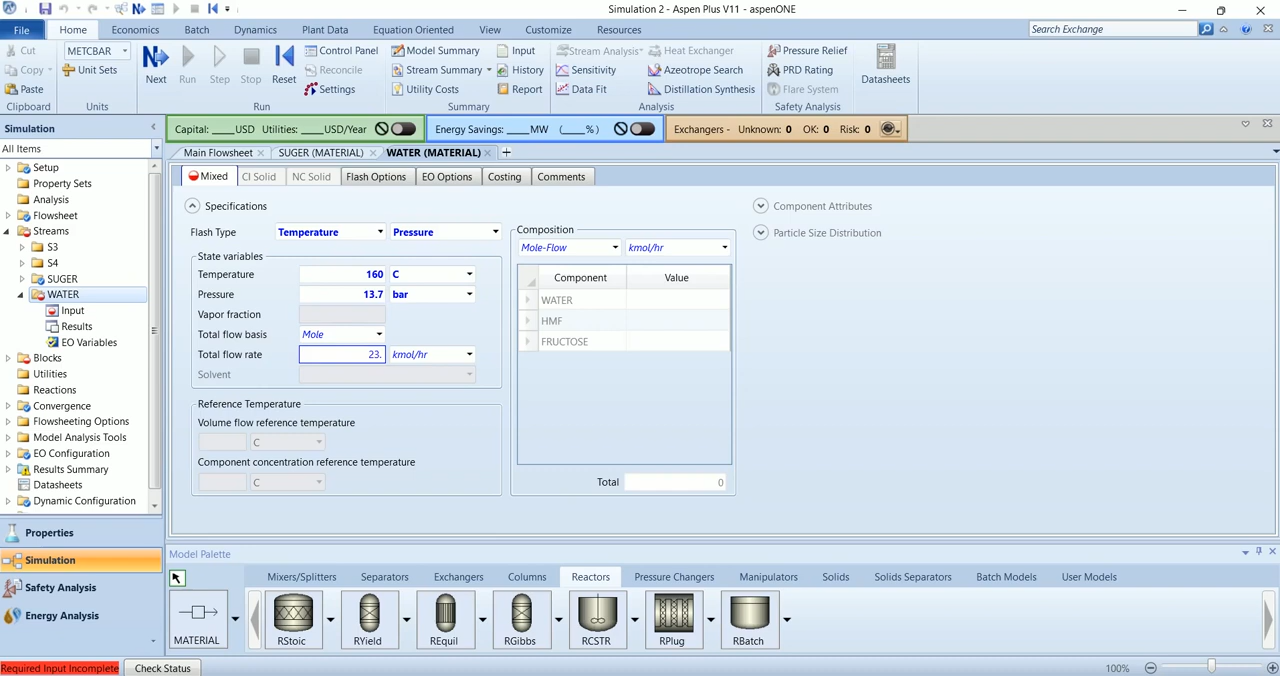 Simulation 2 - Aspen Plus V11 - aspenONE
File Home Economics Batch Dynamics Plant Data Equation Oriented View Customize Resources Search Exchange
Cut METCBAR Control Panel Model Summary Input Stream Analysis Heat Exchanger Pressure Relief
Copy Unit Sets Reconcile Stream Summary History Sensitivity Azeotrope Search PRD Rating
Paste Next Run Step Stop Reset Settings Utility Costs Report Data Fit Distillation Synthesis Flare System Datasheets
Clipboard Units Run Summary Analysis Safety Analysis
Simulation Capital: ____USD Utilities: ____USD/Year Energy Savings: ____MW (____%) Exchangers - Unknown: 0 OK: 0 Risk: 0
All Items Main Flowsheet SUGER (MATERIAL) WATER (MATERIAL) +
Setup
Property Sets
Analysis
Flowsheet
Streams
S3
S4
SUGER
WATER
Input
Results
EO Variables
Blocks
Utilities
Reactions
Convergence
Flowsheeting Options
Model Analysis Tools
EO Configuration
Results Summary
Datasheets
Dynamic Configuration
Properties
Simulation
Safety Analysis
Energy Analysis
Mixed CI Solid NC Solid Flash Options EO Options Costing Comments
Specifications
Flash Type Temperature Pressure
State variables
Temperature 160 C
Pressure 13.7 bar
Vapor fraction
Total flow basis Mole
Total flow rate 23. kmol/hr
Solvent
Reference Temperature
Volume flow reference temperature
C
Component concentration reference temperature
C
Composition
Mole-Flow kmol/hr
Component Value
WATER
HMF
FRUCTOSE
Total 0
Component Attributes
Particle Size Distribution
Model Palette
Mixers/Splitters Separators Exchangers Columns Reactors Pressure Changers Manipulators Solids Solids Separators Batch Models User Models
MATERIAL RStoic RYield REquil RGibbs RCSTR RPlug RBatch
Required Input Incomplete Check Status 100%